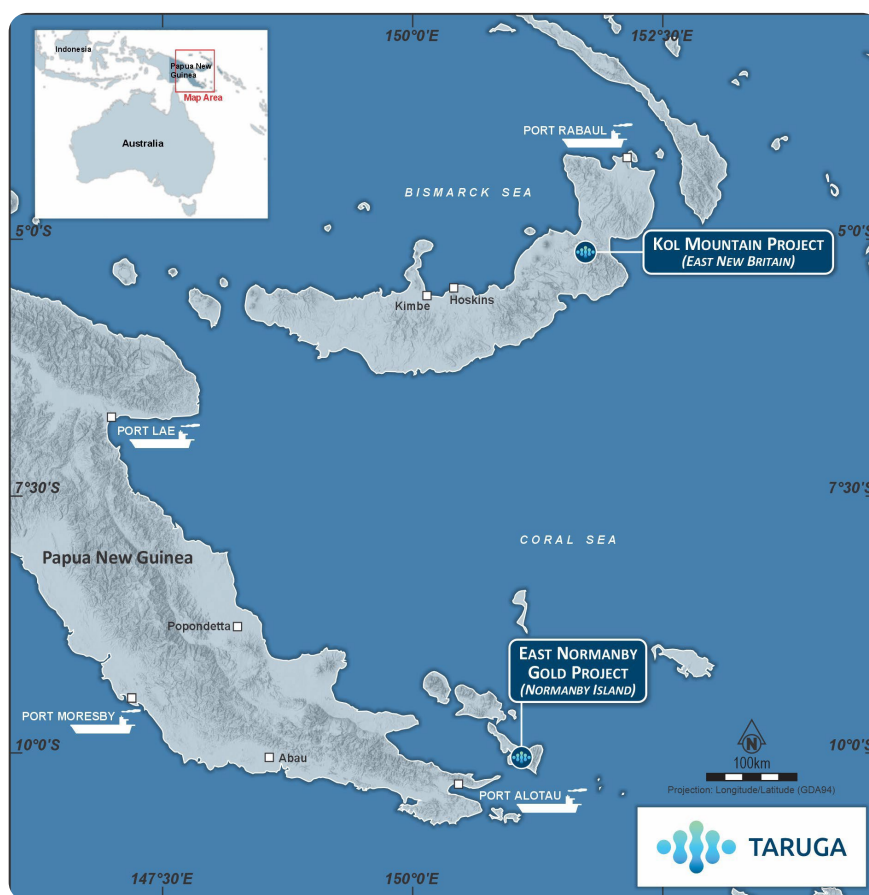 150°0'E
152°30'E
Indonesia
Papua New
Guinea
Map Area
Australia
PORT RABAUL
BISMARCK SEA
5°0'S
5°0'S
KOL MOUNTAIN PROJECT
(EAST NEW BRITAIN)
Kimbe
Hoskins
PORT LAE
7°30'S
7°30'S
CORAL SEA
Papua New Guinea
Popondetta
EAST NORMANBY
GOLD PROJECT
(NORMANBY ISLAND)
PORT MORESBY
10°0'S
10°0'S
Abau
N
100km
Projection: Longitude/Latitude (GDA94)
PORT ALOTAU
TARUGA
147°30'E
150°0'E